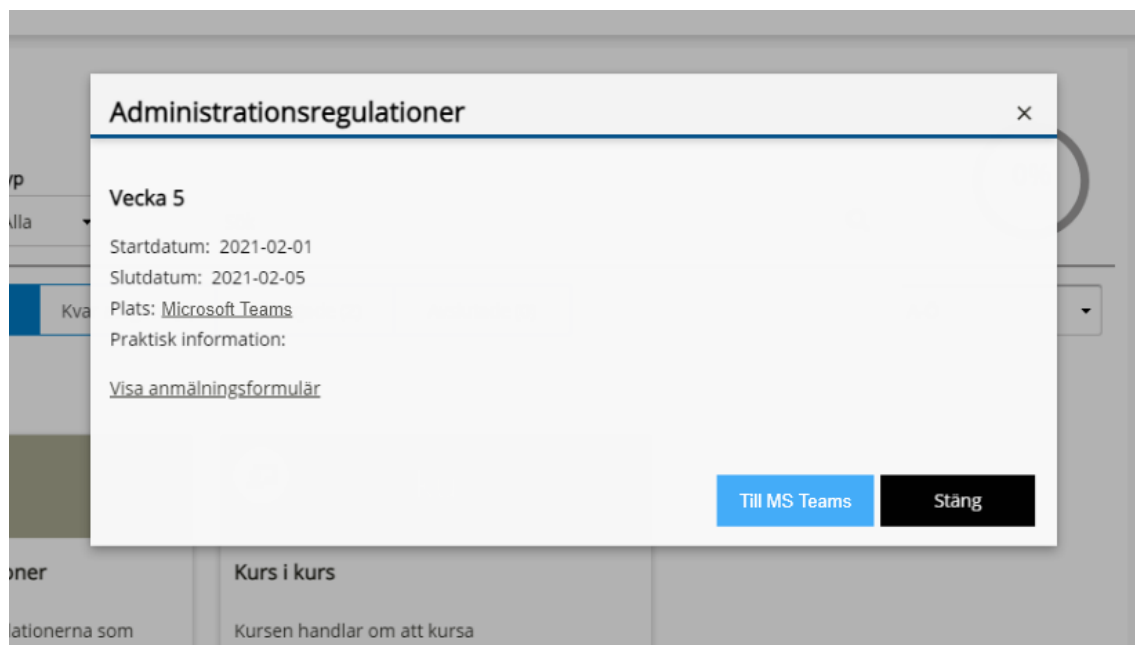 Administrationsregulationer ×
Vecka 5
Startdatum: 2021-02-01
Slutdatum: 2021-02-05
Plats: Microsoft Teams
Praktisk information:
Visa anmälningsformulär
Till MS Teams Stäng
yp
Alla
Kva
oner Kurs i kurs
lationerna som Kursen handlar om att kursa